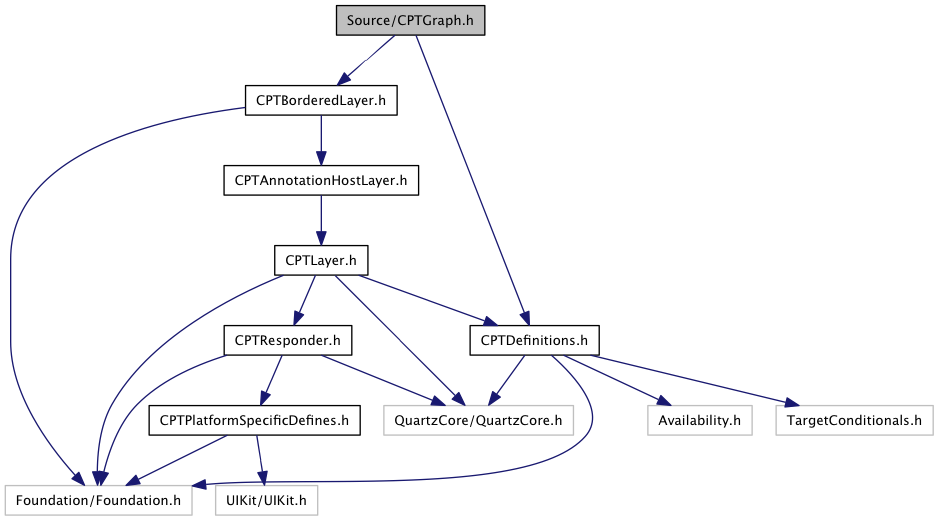 Source/CPTGraph.h
CPTBorderedLayer.h
CPTAnnotationHostLayer.h
CPTLayer.h
CPTResponder.h
CPTDefinitions.h
CPTPlatformSpecificDefines.h
QuartzCore/QuartzCore.h
Availability.h
TargetConditionals.h
Foundation/Foundation.h
UIKit/UIKit.h